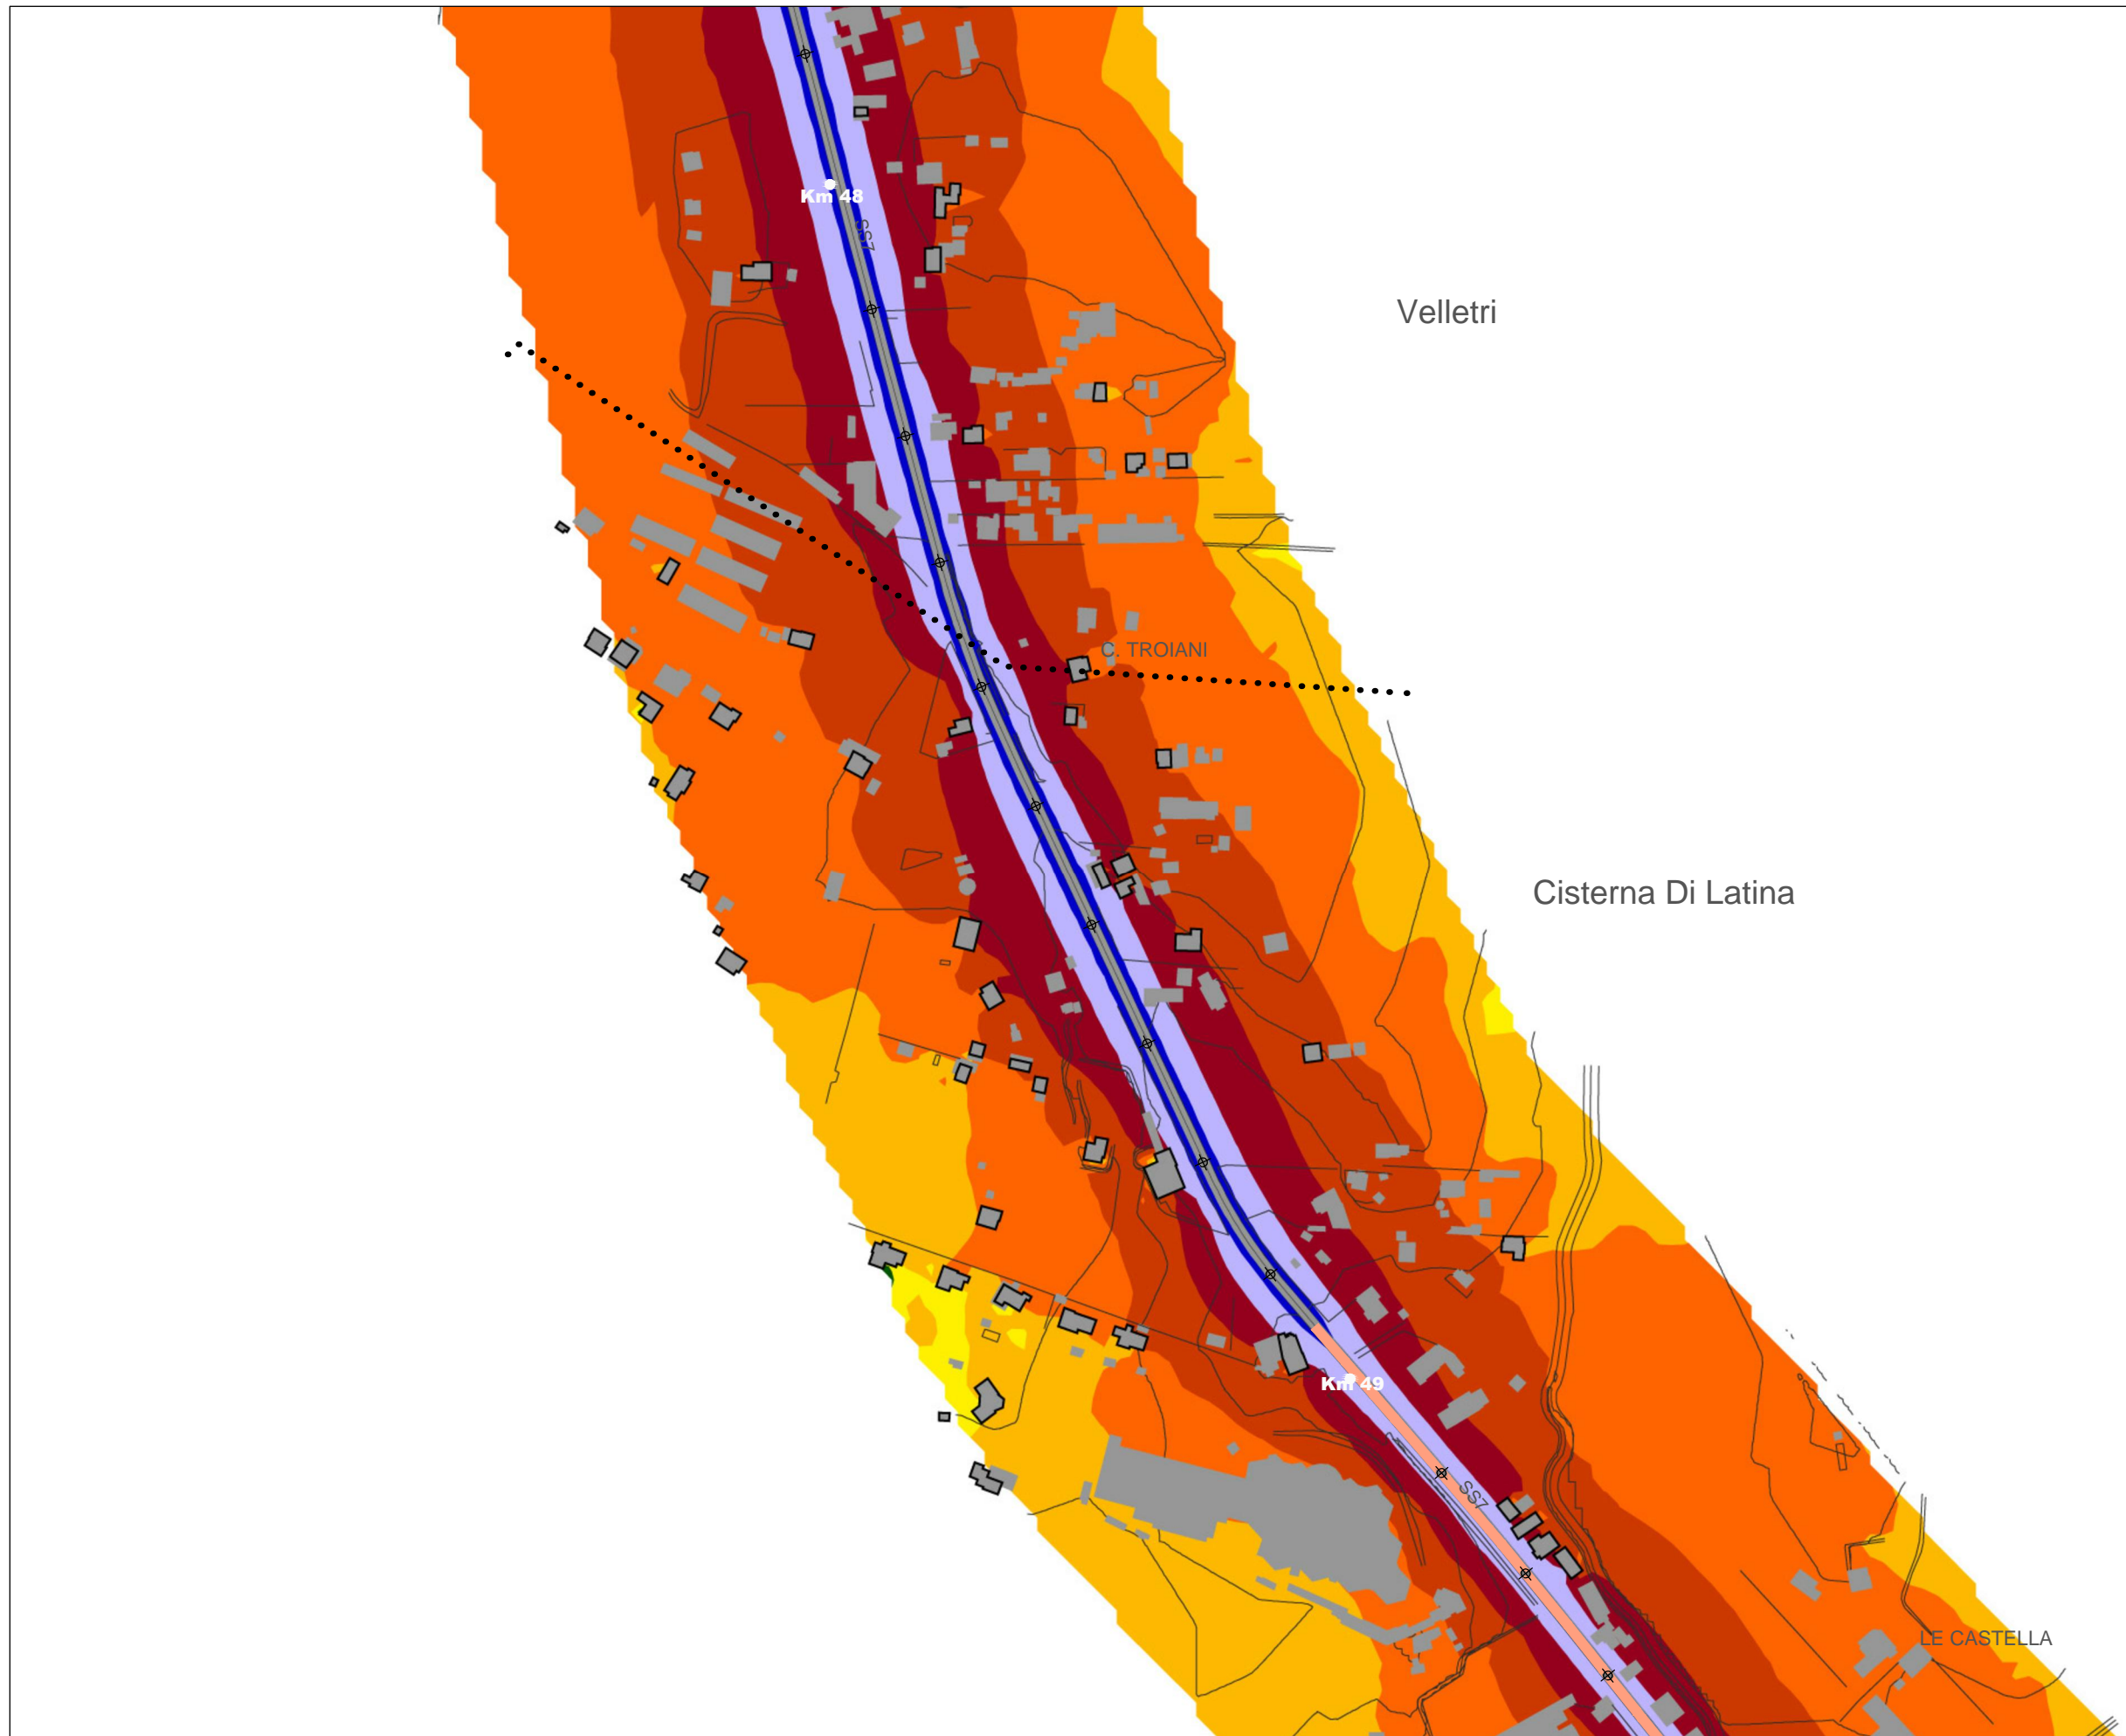 Km 48
SS7
Velletri
C. TROIANI
Cisterna Di Latina
Km 49
SS7
LE CASTELLA